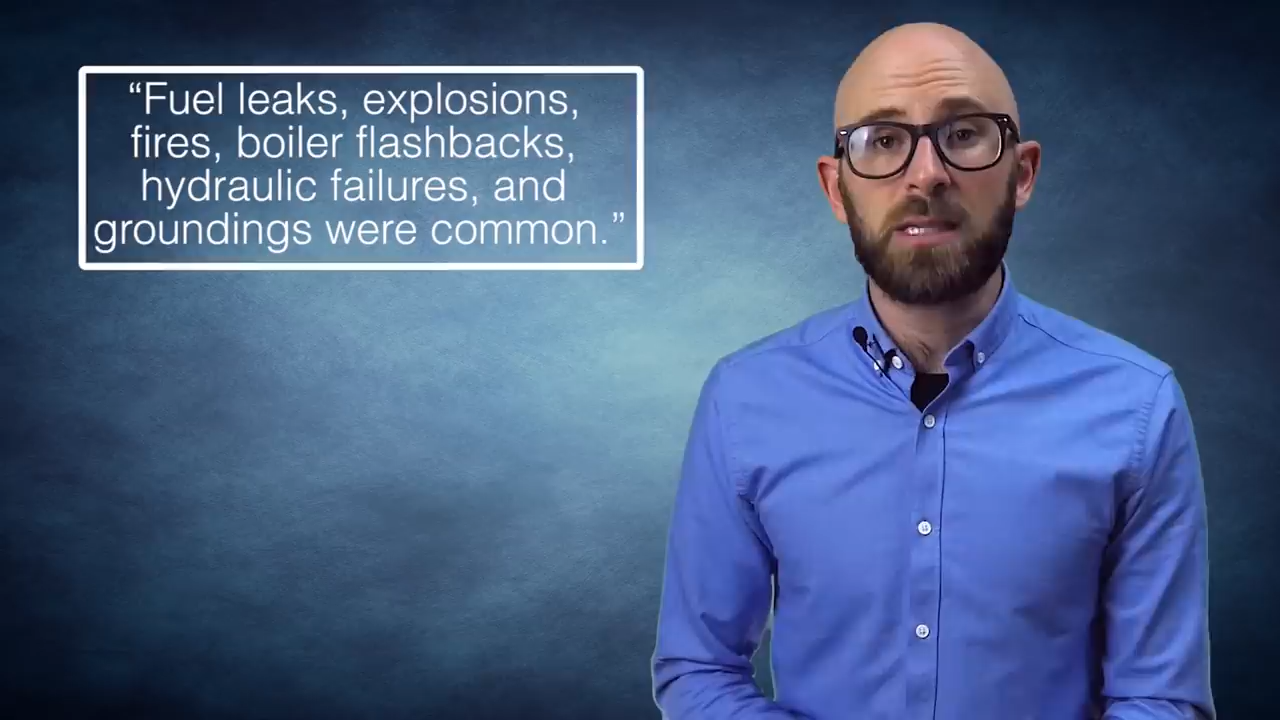 “Fuel leaks, explosions,
fires, boiler flashbacks,
hydraulic failures, and
groundings were common.”